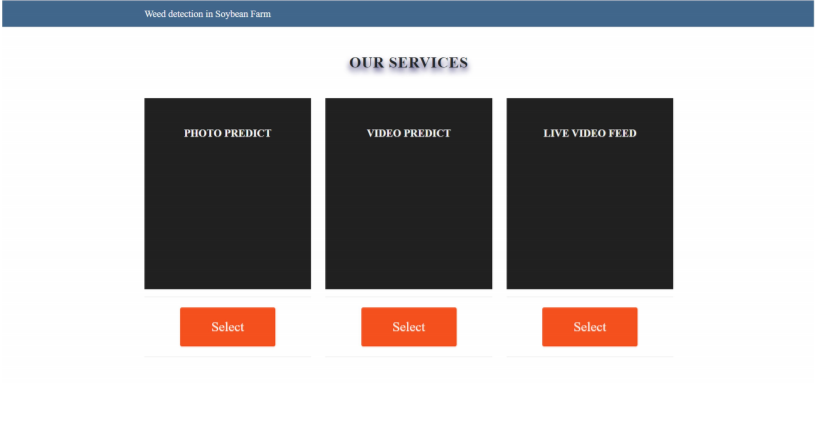 Weed detection in Soybean Farm
OUR SERVICES
PHOTO PREDICT
VIDEO PREDICT
LIVE VIDEO FEED
Select
Select
Select